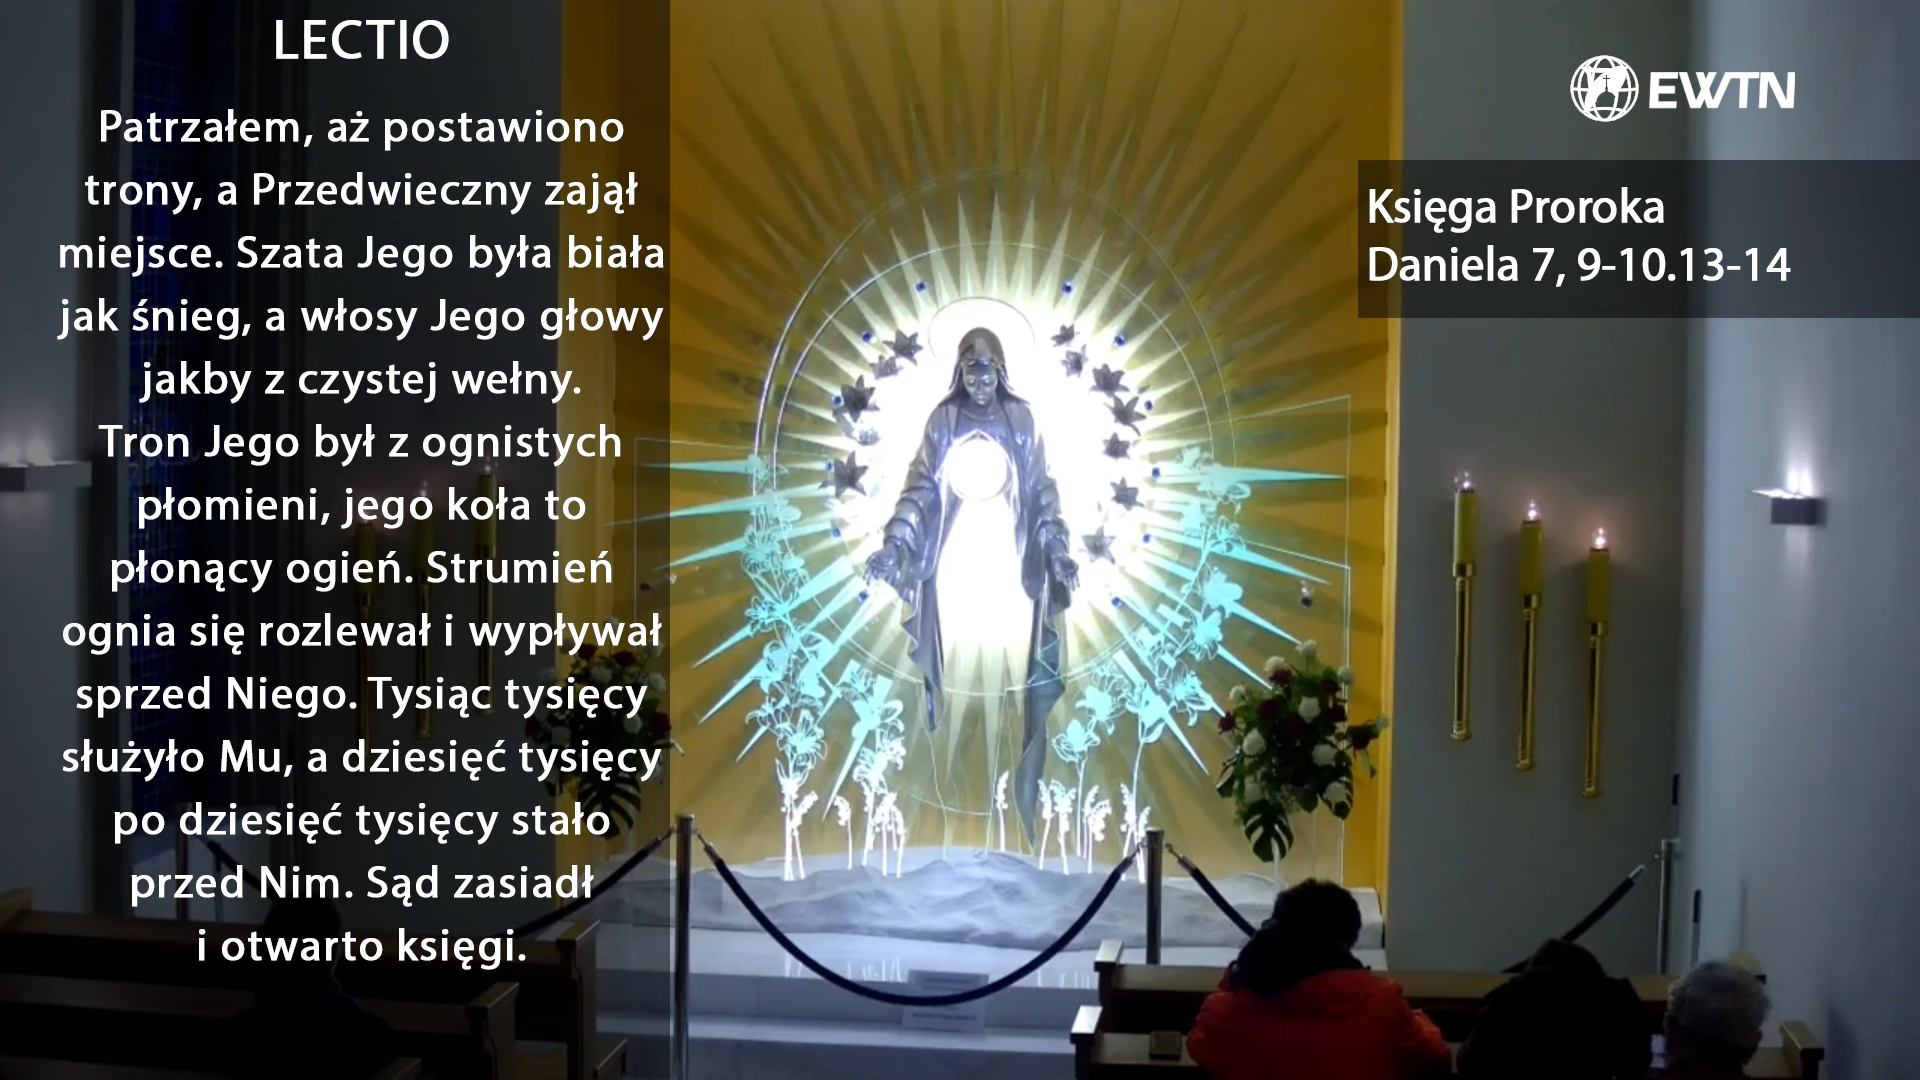 LECTIO
Patrzałem, aż postawiono
trony, a Przedwieczny zajął
miejsce. Szata Jego była biała
jak śnieg, a włosy Jego głowy
jakby z czystej wełny.
Tron Jego był z ognistych
płomieni, jego koła to
płonący ogień. Strumień
ognia się rozlewał i wypływał
sprzed Niego. Tysiąc tysięcy
służyło Mu, a dziesięć tysięcy
po dziesięć tysięcy stało
przed Nim. Sąd zasiadł
i otwarto księgi.
EWTN
Księga Proroka
Daniela 7, 9-10.13-14